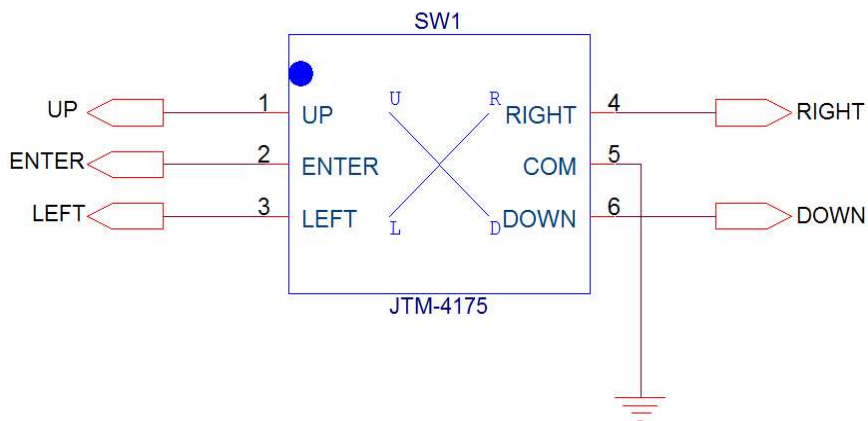 SW1
UP 1 UP U R RIGHT 4 RIGHT
ENTER 2 ENTER COM 5
LEFT 3 LEFT L D DOWN 6 DOWN
JTM-4175